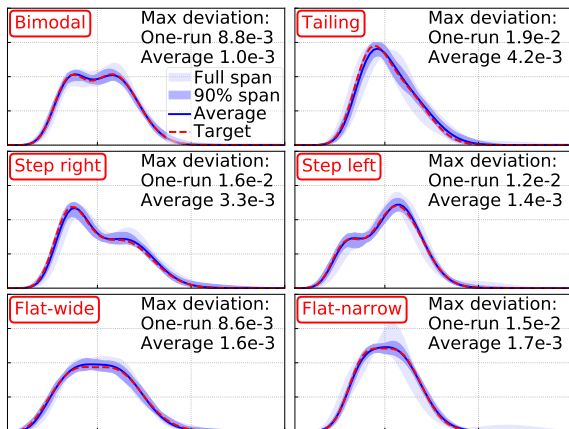 Bimodal
Max deviation:
One-run 8.8e-3
Average 1.0e-3
Full span
90% span
Average
Target
Tailing
Max deviation:
One-run 1.9e-2
Average 4.2e-3
Step right
Max deviation:
One-run 1.6e-2
Average 3.3e-3
Step left
Max deviation:
One-run 1.2e-2
Average 1.4e-3
Flat-wide
Max deviation:
One-run 8.6e-3
Average 1.6e-3
Flat-narrow
Max deviation:
One-run 1.5e-2
Average 1.7e-3